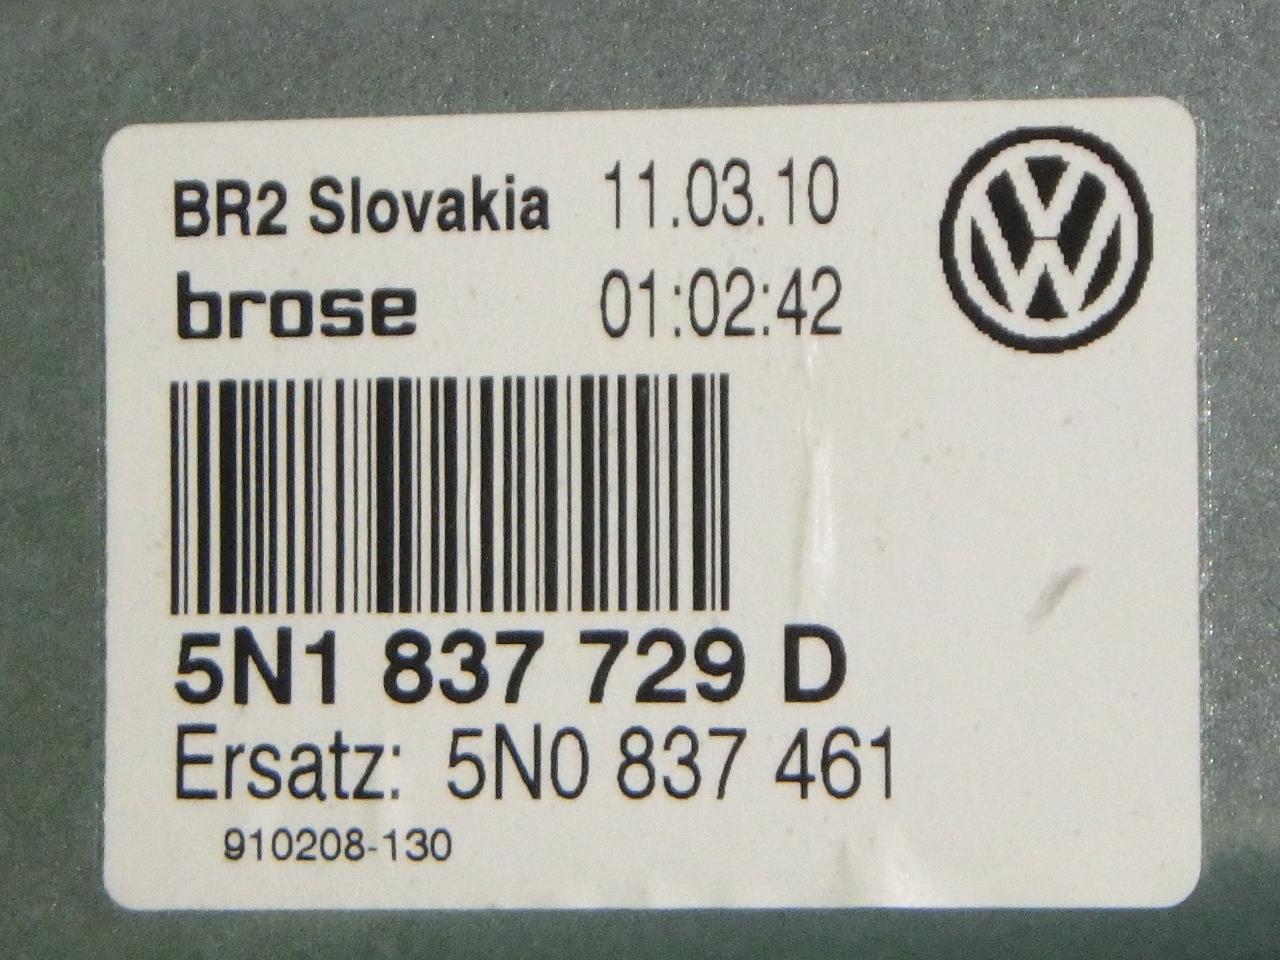 BR2 Slovakia 11.03.10
brose 01:02:42
5N1 837 729 D
Ersatz: 5N0 837 461
910208-130